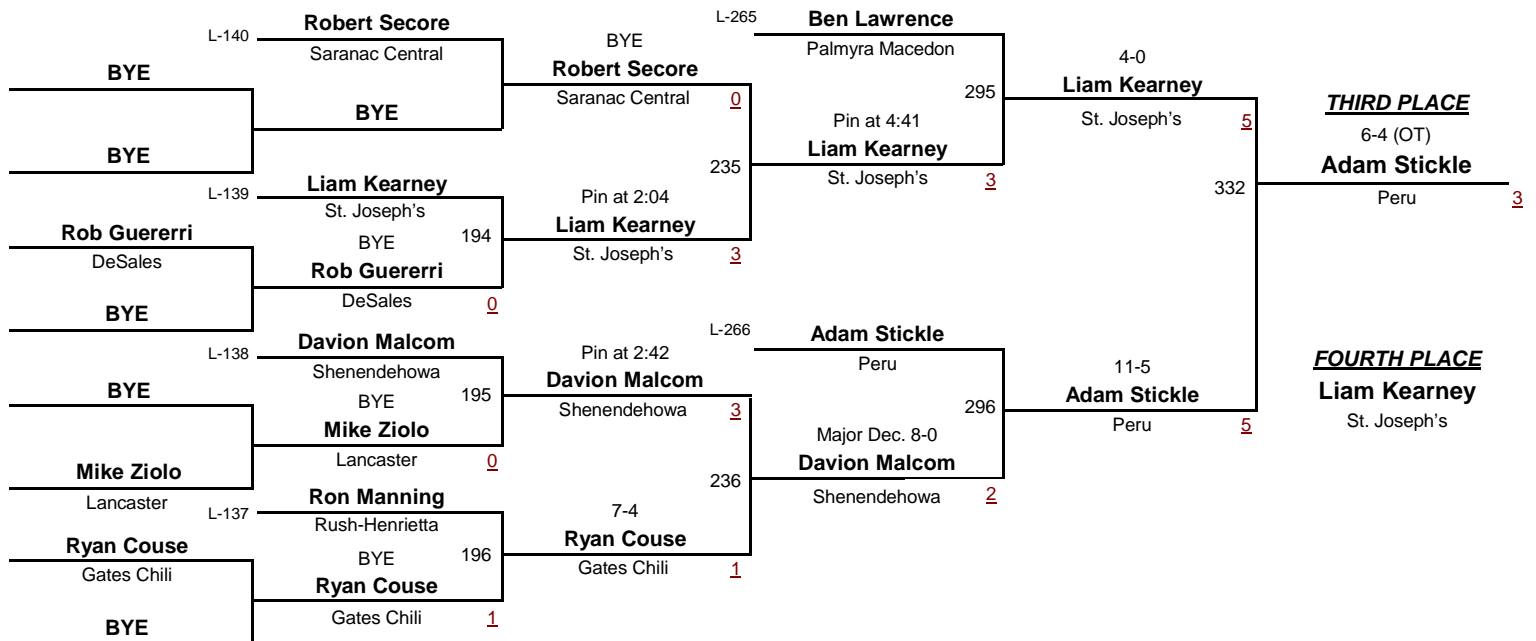 BYE
BYE
Rob Guererri
DeSales
BYE
BYE
Mike Ziolo
Lancaster
Ryan Couse
Gates Chili
BYE
L-140
Robert Secore
Saranac Central
BYE
L-139
Liam Kearney
St. Joseph's
BYE
194
Rob Guererri
DeSales
0
L-138
Davion Malcom
Shenendehowa
BYE
195
Mike Ziolo
Lancaster
0
L-137
Ron Manning
Rush-Henrietta
BYE
196
Ryan Couse
Gates Chili
1
BYE
Robert Secore
Saranac Central
0
235
Pin at 2:04
Liam Kearney
St. Joseph's
3
Pin at 2:42
Davion Malcom
Shenendehowa
3
236
7-4
Ryan Couse
Gates Chili
1
L-265
Ben Lawrence
Palmyra Macedon
295
Pin at 4:41
Liam Kearney
St. Joseph's
3
L-266
Adam Stickle
Peru
296
Major Dec. 8-0
Davion Malcom
Shenendehowa
2
4-0
Liam Kearney
St. Joseph's
5
332
11-5
Adam Stickle
Peru
5
THIRD PLACE
6-4 (OT)
Adam Stickle
Peru
3
FOURTH PLACE
Liam Kearney
St. Joseph's